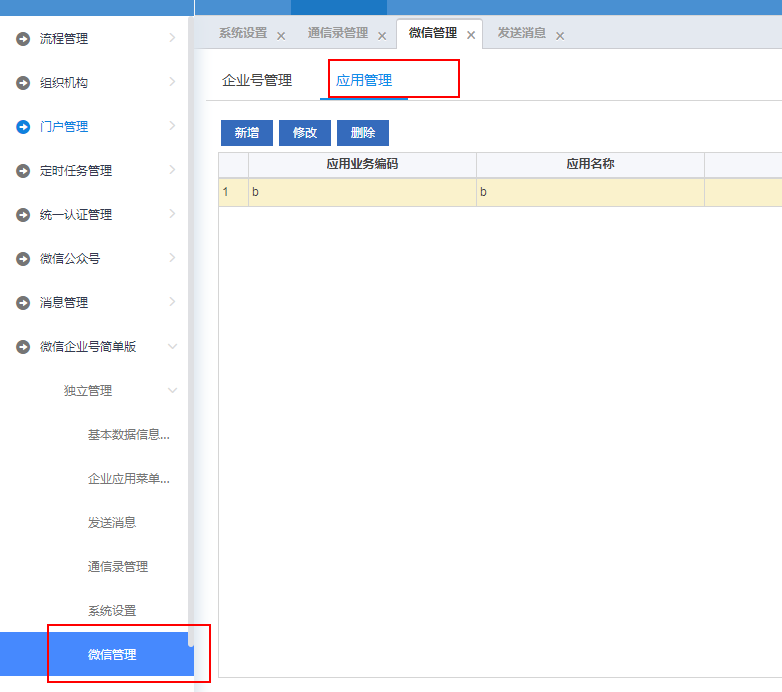 流程管理
组织机构
门户管理
定时任务管理
统一认证管理
微信公众号
消息管理
微信企业号简单版
独立管理
基本数据信息...
企业应用菜单...
发送消息
通信录管理
系统设置
微信管理
系统设置 通信录管理 微信管理 发送消息
企业号管理 应用管理
新增 修改 删除
应用业务编码 应用名称
1 b b